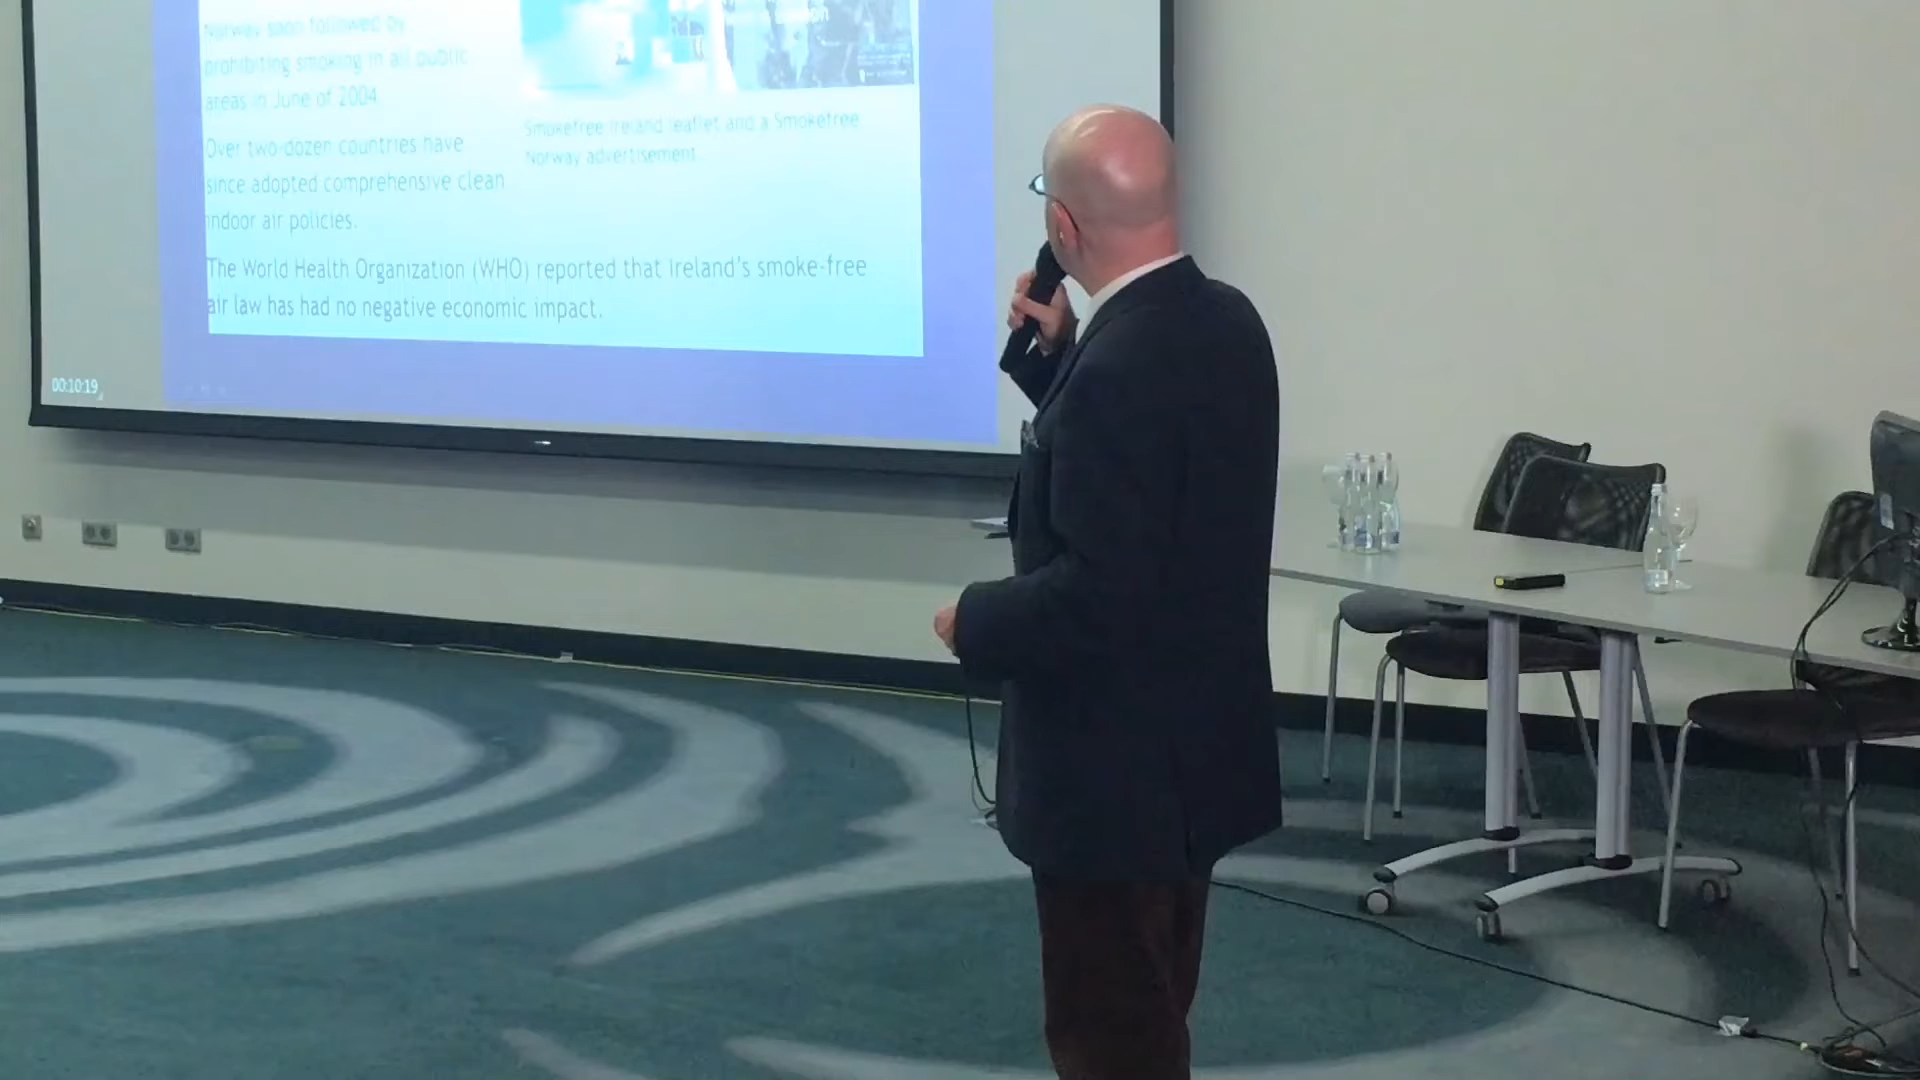 Norway soon followed by
prohibiting smoking in all public
areas in June of 2004.
Over two-dozen countries have
since adopted comprehensive clean
indoor air policies.
Smokefree Ireland leaflet and a Smokefree
Norway advertisement.
The World Health Organization (WHO) reported that Ireland's smoke-free
air law has had no negative economic impact.
00:10:19